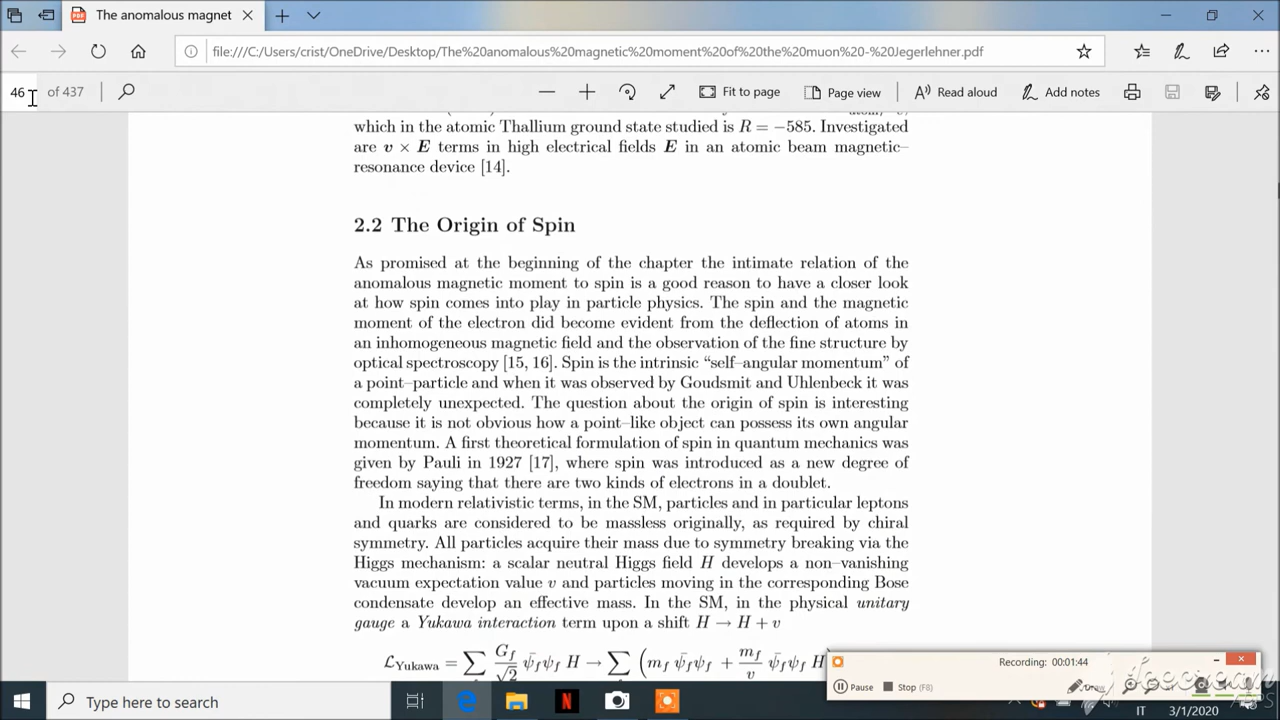 The anomalous magnet
file:///C:/Users/crist/OneDrive/Desktop/The%20anomalous%20magnetic%20moment%20of%20the%20muon%20-%20Jegerlehner.pdf
46 of 437
Fit to page
Page view
Read aloud
Add notes
which in the atomic Thallium ground state studied is R = −585. Investigated
are v × E terms in high electrical fields E in an atomic beam magnetic–
resonance device [14].
2.2 The Origin of Spin
As promised at the beginning of the chapter the intimate relation of the
anomalous magnetic moment to spin is a good reason to have a closer look
at how spin comes into play in particle physics. The spin and the magnetic
moment of the electron did become evident from the deflection of atoms in
an inhomogeneous magnetic field and the observation of the fine structure by
optical spectroscopy [15, 16]. Spin is the intrinsic “self–angular momentum” of
a point–particle and when it was observed by Goudsmit and Uhlenbeck it was
completely unexpected. The question about the origin of spin is interesting
because it is not obvious how a point–like object can possess its own angular
momentum. A first theoretical formulation of spin in quantum mechanics was
given by Pauli in 1927 [17], where spin was introduced as a new degree of
freedom saying that there are two kinds of electrons in a doublet.
In modern relativistic terms, in the SM, particles and in particular leptons
and quarks are considered to be massless originally, as required by chiral
symmetry. All particles acquire their mass due to symmetry breaking via the
Higgs mechanism: a scalar neutral Higgs field H develops a non–vanishing
vacuum expectation value v and particles moving in the corresponding Bose
condensate develop an effective mass. In the SM, in the physical unitary
gauge a Yukawa interaction term upon a shift H → H + v
ℒYukawa = ∑ Gf/√2 ψ̄fψf H → ∑ (mf ψ̄fψf + mf/v ψ̄fψf H
Recording: 00:01:44
Pause
Stop (F8)
Draw
Type here to search
IT
3/1/2020